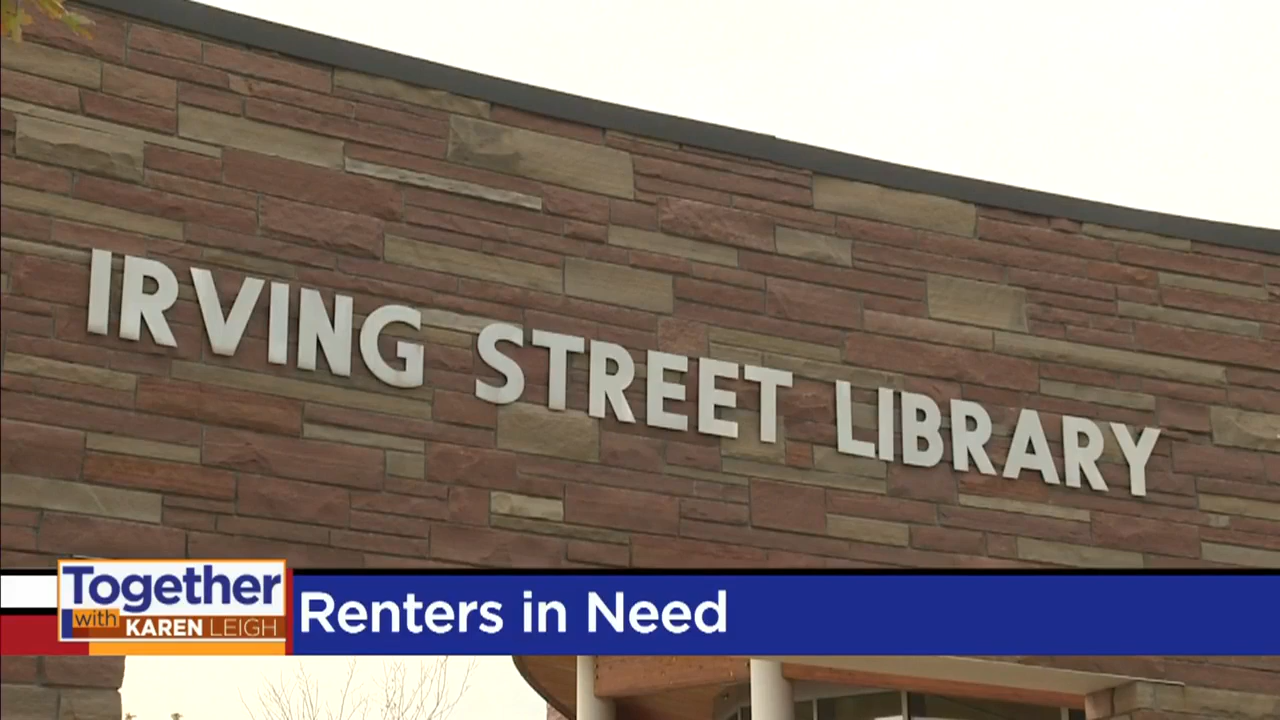 IRVING STREET LIBRARY
Together
with KAREN LEIGH
Renters in Need